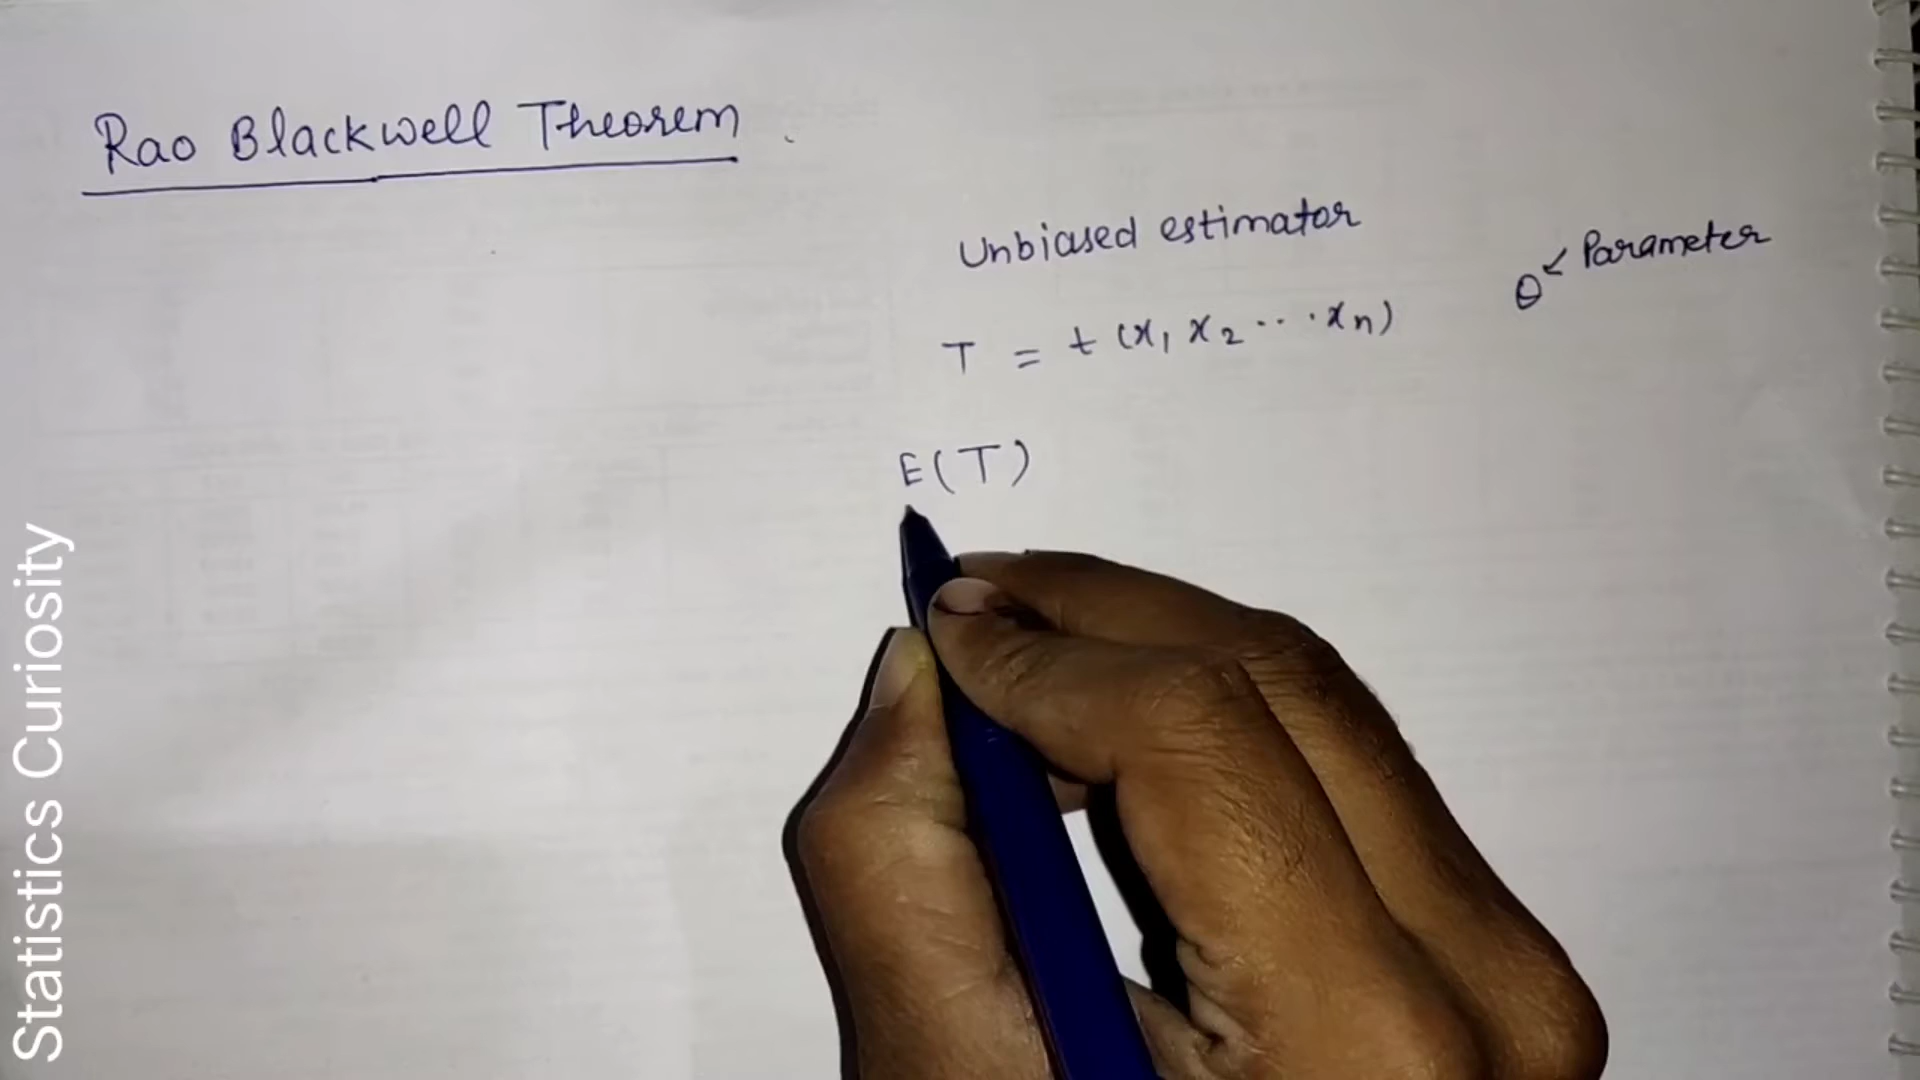 Rao Blackwell Theorem .
Unbiased estimator
θ ↙ Parameter
T = t (x₁ x₂ ... xn)
E(T)
Statistics Curiosity